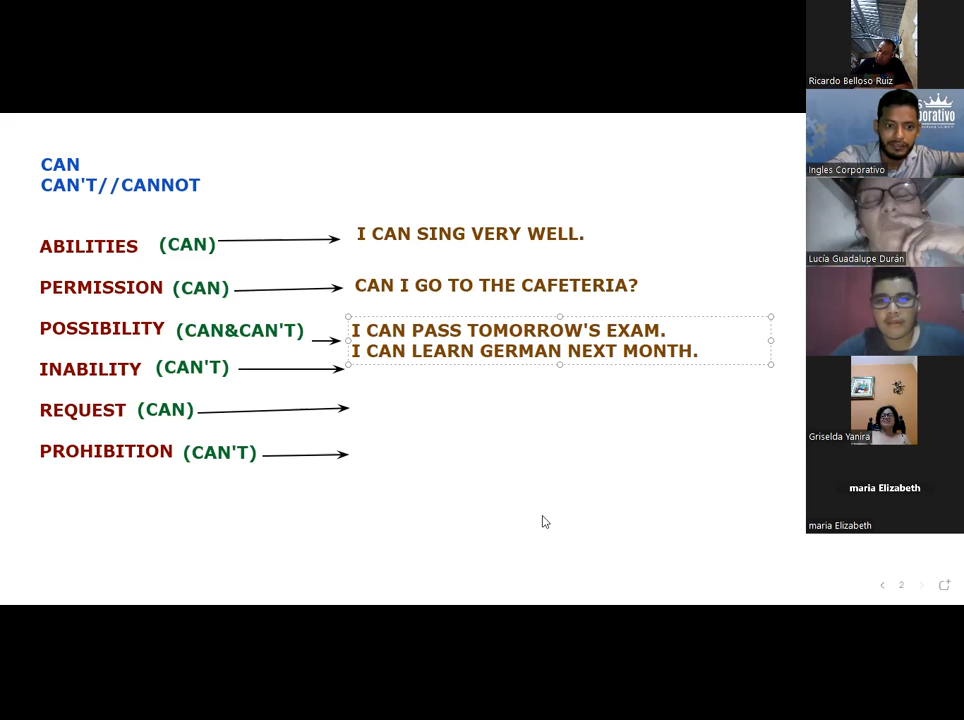 CAN
CAN'T//CANNOT
ABILITIES (CAN) I CAN SING VERY WELL.
PERMISSION (CAN) CAN I GO TO THE CAFETERIA?
POSSIBILITY (CAN&CAN'T) I CAN PASS TOMORROW'S EXAM.
I CAN LEARN GERMAN NEXT MONTH.
INABILITY (CAN'T)
REQUEST (CAN)
PROHIBITION (CAN'T)
2
Ricardo Belloso Ruiz
orativo
Ingles Corporativo
Lucía Guadalupe Durán
Griselda Yanira
maria Elizabeth
maria Elizabeth